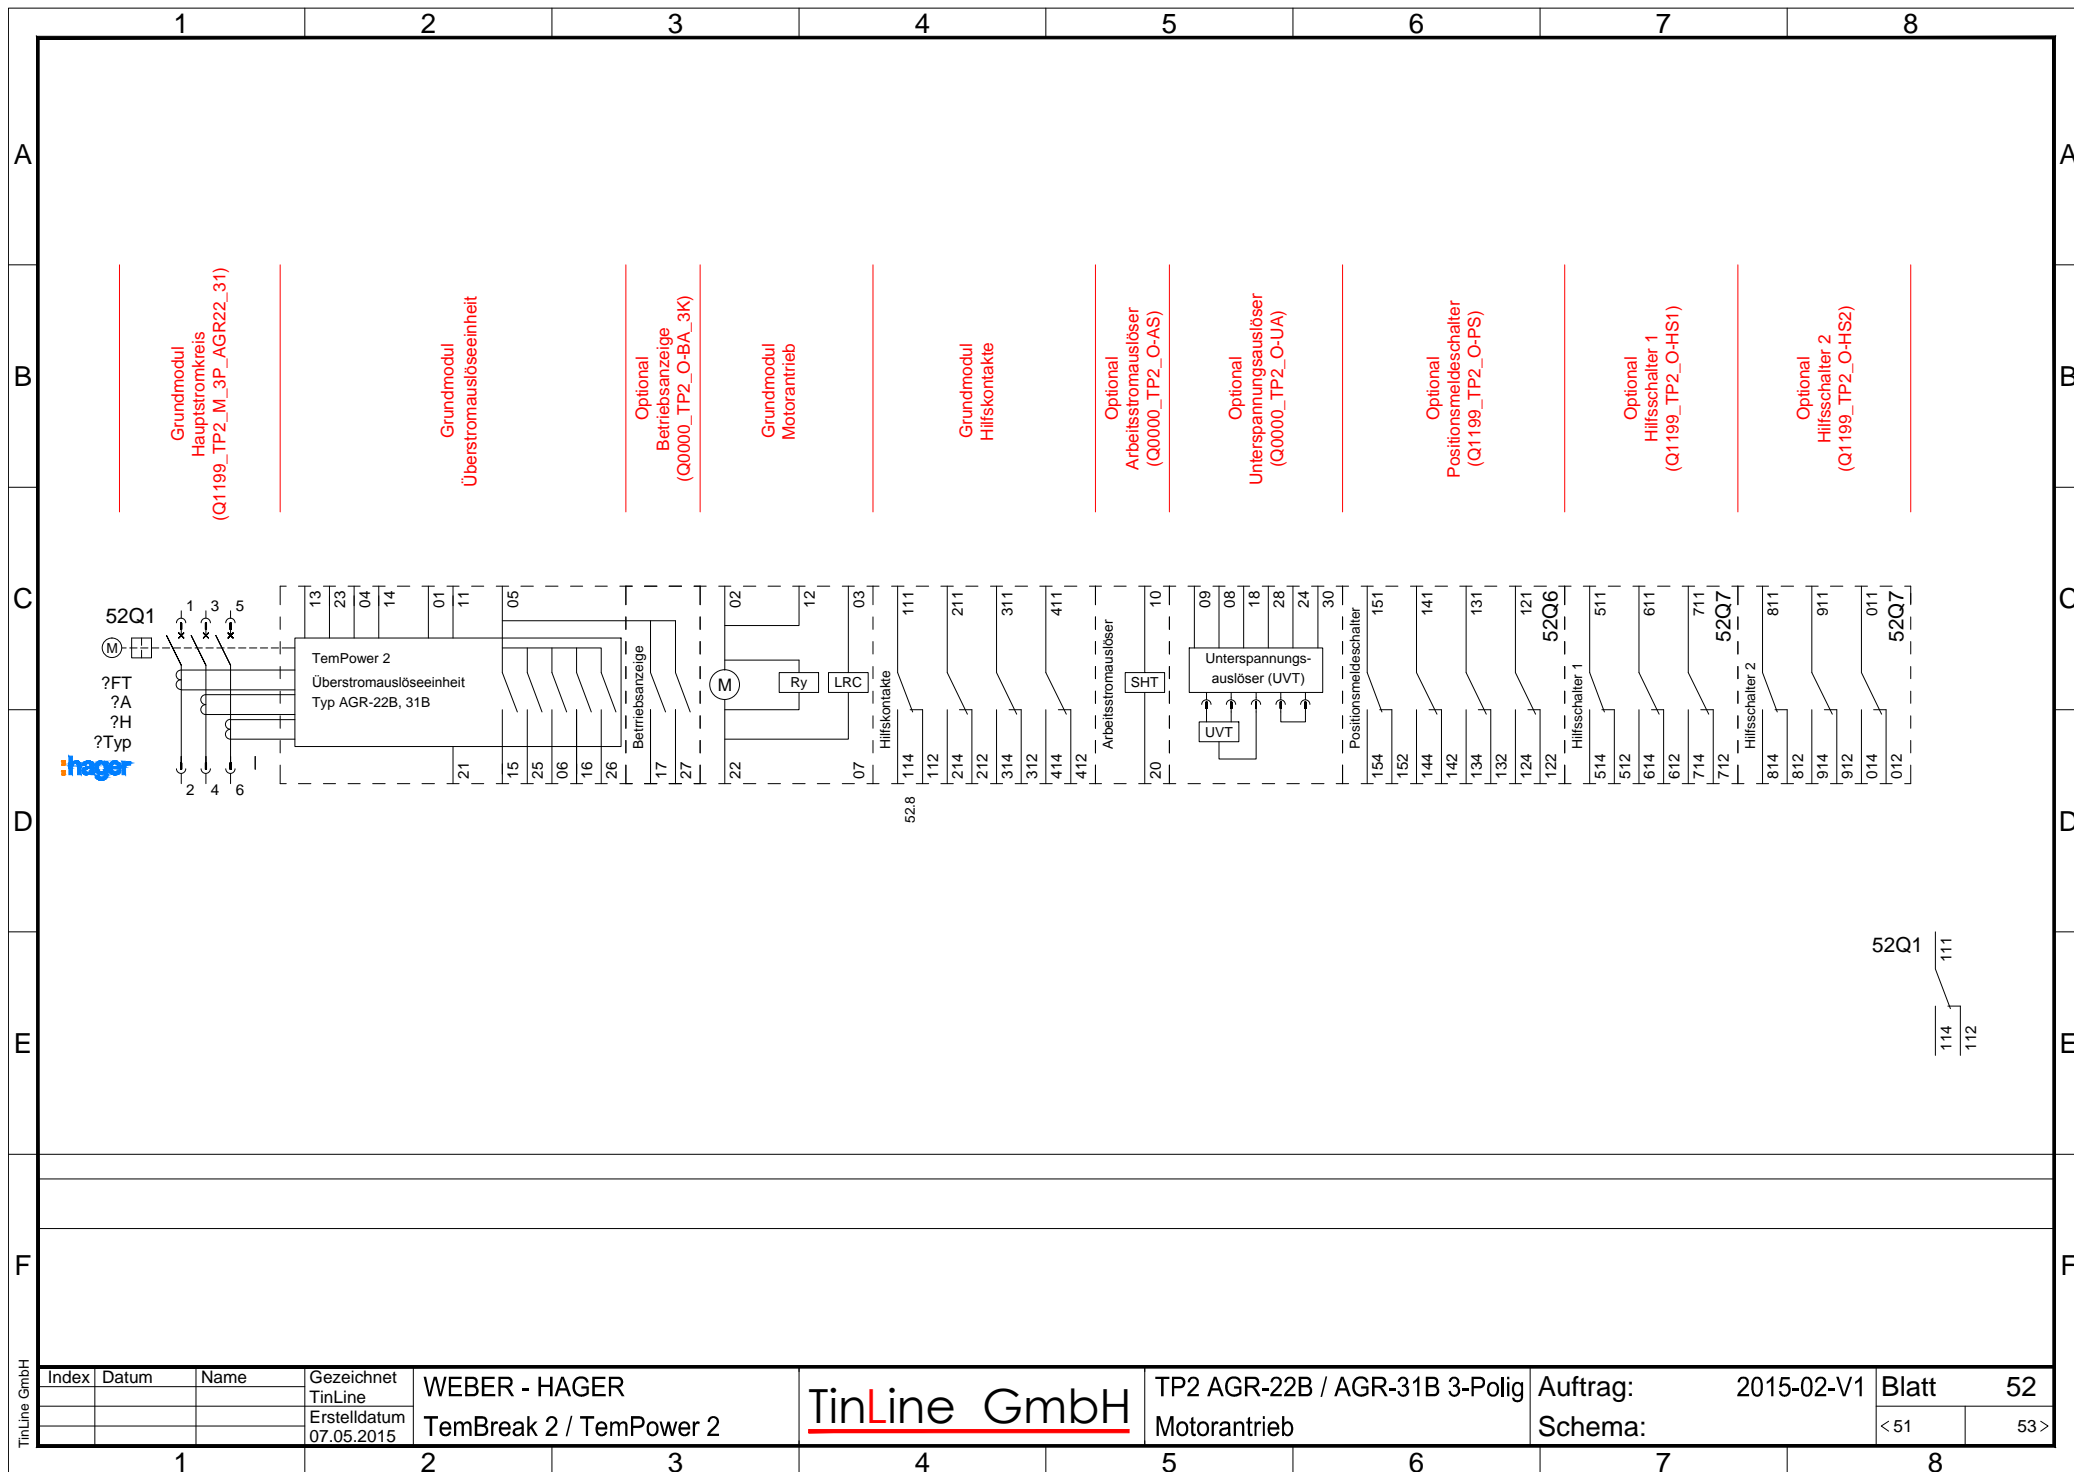 1 2 3 4 5 6 7 8
A
A
B
B
C
C
D
D
E
E
F
F
Grundmodul
Hauptstromkreis
(Q1199_TP2_M_3P_AGR22_31)
Grundmodul
Überstromauslöseeinheit
Optional
Betriebsanzeige
(Q0000_TP2_O-BA_3K)
Grundmodul
Motorantrieb
Grundmodul
Hilfskontakte
Optional
Arbeitsstromauslöser
(Q0000_TP2_O-AS)
Optional
Unterspannungsauslöser
(Q0000_TP2_O-UA)
Optional
Positionsmeldeschalter
(Q1199_TP2_O-PS)
Optional
Hilfsschalter 1
(Q1199_TP2_O-HS1)
Optional
Hilfsschalter 2
(Q1199_TP2_O-HS2)
52Q1
1 3 5
M
?FT
?A
?H
?Typ
:hager
2 4 6
13 23 04 14 01 11 05
TemPower 2
Überstromauslöseeinheit
Typ AGR-22B, 31B
21 15 25 06 16 26
Betriebsanzeige
17 27
02 12 03
M
Ry
LRC
22 07
Hilfskontakte
111 211 311 411
114 112 214 212 314 312 414 412
52.8
Arbeitsstromauslöser
10
SHT
20
09 08 18 28 24 30
Unterspannungs-
auslöser (UVT)
UVT
Positionsmeldeschalter
151 141 131 121
52Q6
154 152 144 142 134 132 124 122
Hilfsschalter 1
511 611 711
52Q7
514 512 614 612 714 712
Hilfsschalter 2
811 911 011
52Q7
814 812 914 912 014 012
52Q1
111
114 112
TinLine GmbH
Index Datum Name
Gezeichnet
TinLine
Erstelldatum
07.05.2015
WEBER - HAGER
TemBreak 2 / TemPower 2
TinLine GmbH
TP2 AGR-22B / AGR-31B 3-Polig
Motorantrieb
Auftrag: 2015-02-V1
Schema:
Blatt 52
<51 53>
1 2 3 4 5 6 7 8